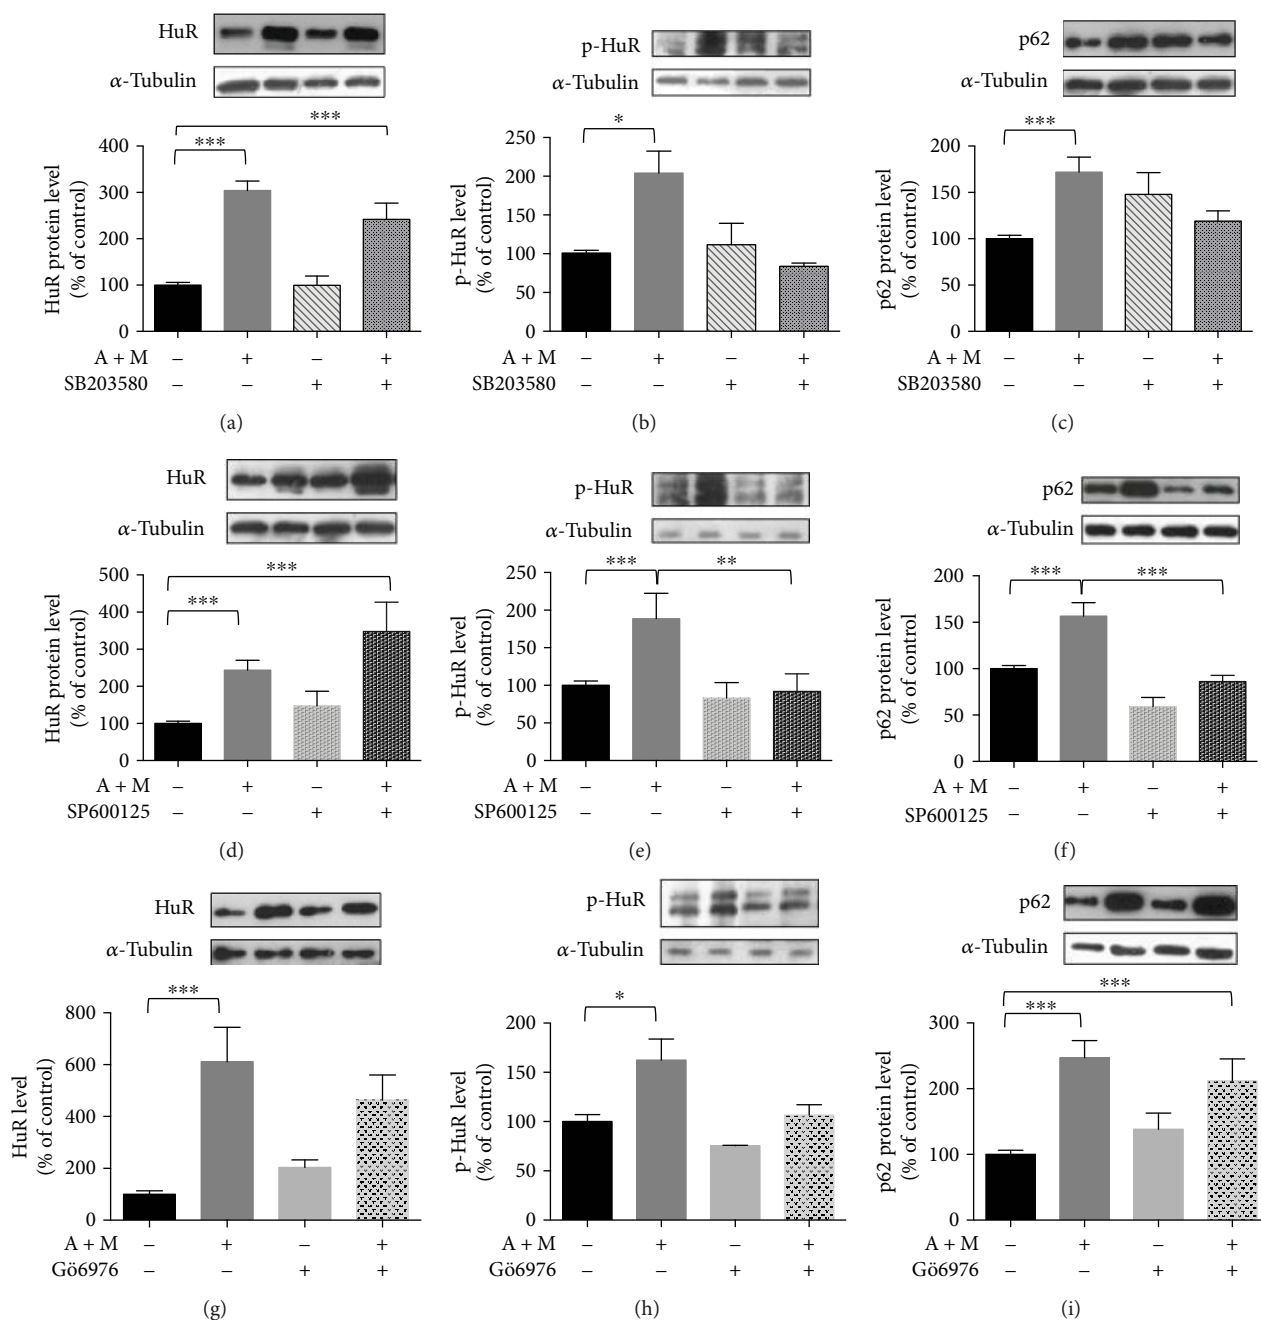 HuR
α-Tubulin
***
***
400
300
200
100
0
HuR protein level
(% of control)
A + M – + – +
SB203580 – – + +
(a)
p-HuR
α-Tubulin
*
250
200
150
100
50
0
p-HuR level
(% of control)
A + M – + – +
SB203580 – – + +
(b)
p62
α-Tubulin
***
200
150
100
50
0
p62 protein level
(% of control)
A + M – + – +
SB203580 – – + +
(c)
HuR
α-Tubulin
***
***
500
400
300
200
100
0
HuR protein level
(% of control)
A + M – + – +
SP600125 – – + +
(d)
p-HuR
α-Tubulin
*** **
250
200
150
100
50
0
p-HuR level
(% of control)
A + M – + – +
SP600125 – – + +
(e)
p62
α-Tubulin
*** ***
200
150
100
50
0
p62 protein level
(% of control
A + M – + – +
SP600125 – – + +
(f)
HuR
α-Tubulin
***
800
600
400
200
0
HuR level
(% of control)
A + M – + – +
Gö6976 – – + +
(g)
p-HuR
α-Tubulin
*
200
150
100
50
0
p-HuR level
(% of control)
A + M – + – +
Gö6976 – – + +
(h)
p62
α-Tubulin
***
***
300
200
100
0
p62 protein level
(% of control)
A + M – + – +
Gö6976 – – + +
(i)